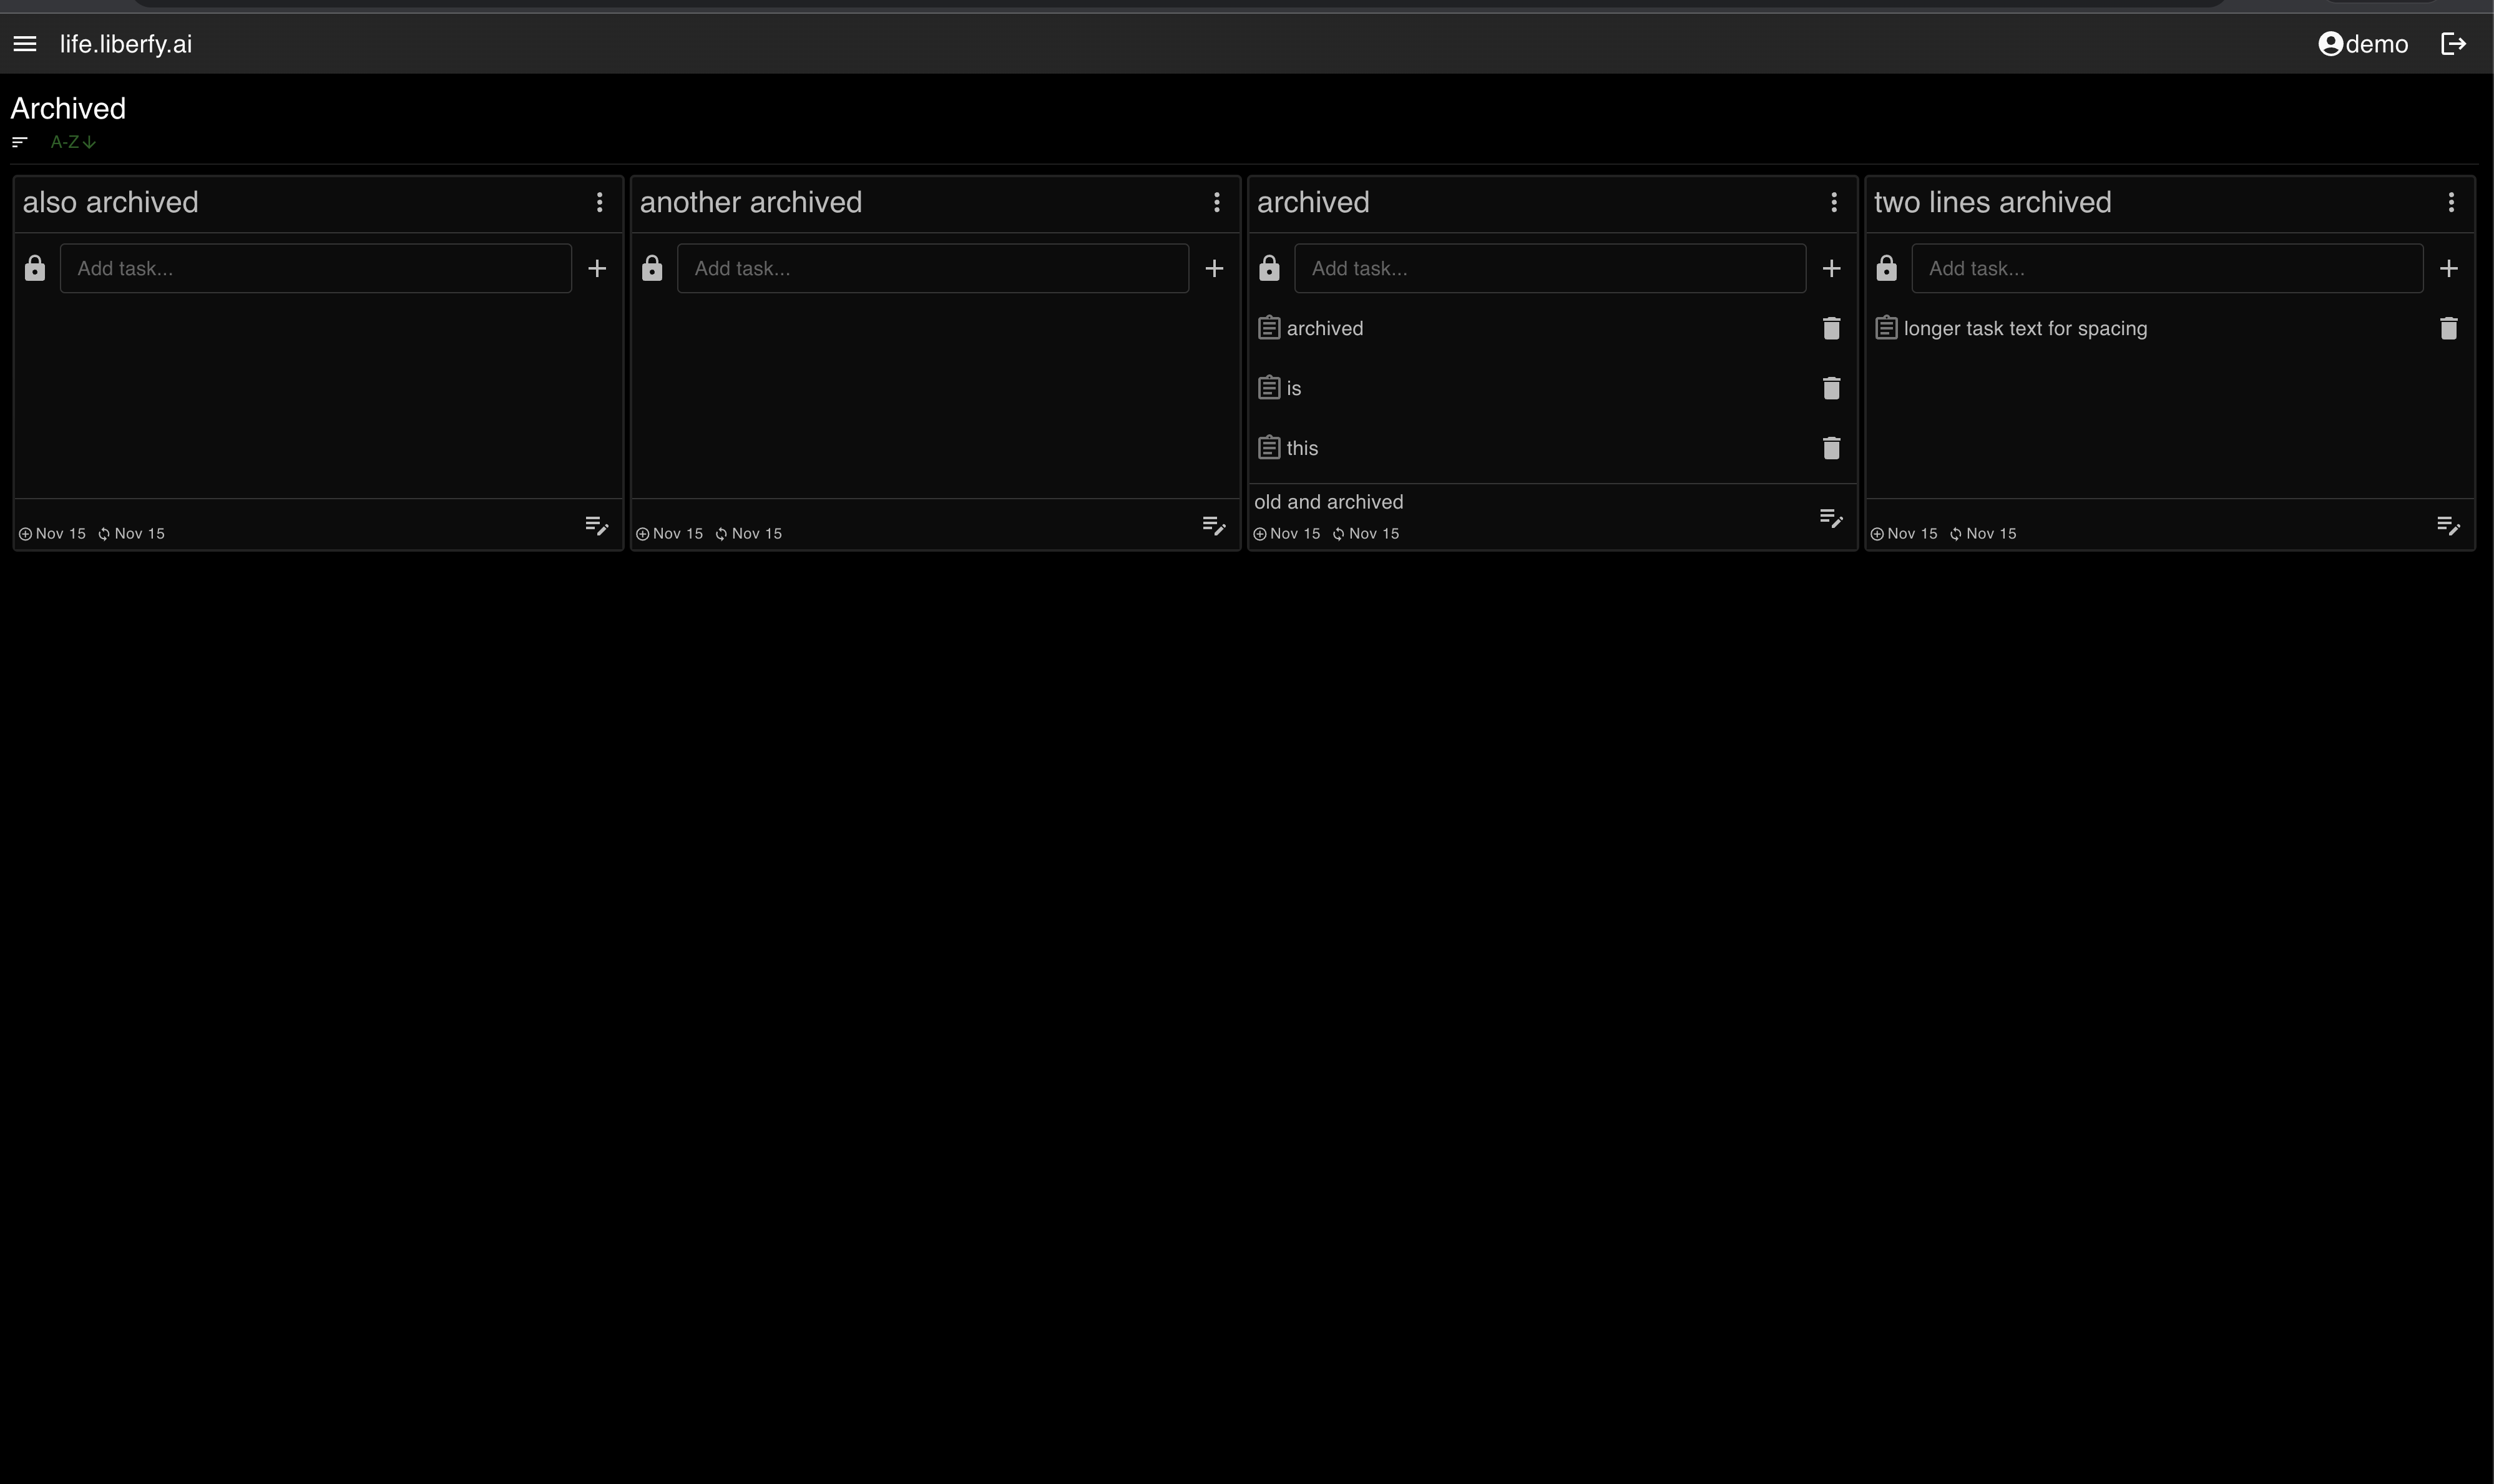 life.liberfy.ai
demo
Archived
A-Z
also archived
Add task...
Nov 15 Nov 15
another archived
Add task...
Nov 15 Nov 15
archived
Add task...
archived
is
this
old and archived
Nov 15 Nov 15
two lines archived
Add task...
longer task text for spacing
Nov 15 Nov 15